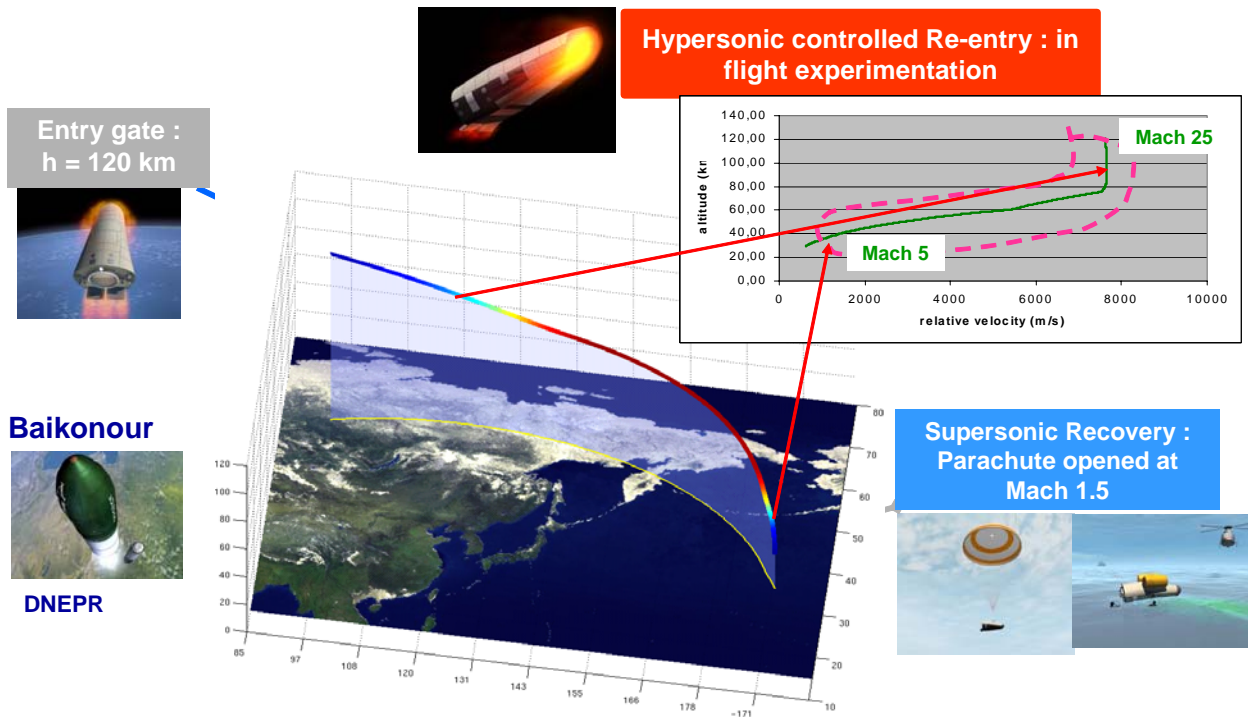 Hypersonic controlled Re-entry : in
flight experimentation
Entry gate :
h = 120 km
140,00
120,00
100,00
80,00
60,00
40,00
20,00
0,00
altitude (kr
Mach 25
Mach 5
0 2000 4000 6000 8000 10000
relative velocity (m/s)
Baikonour
DNEPR
Supersonic Recovery :
Parachute opened at
Mach 1.5
120
100
80
60
40
20
0
85 97 108 120 131 143 155 166 178 -171
80
70
60
50
40
30
20
10